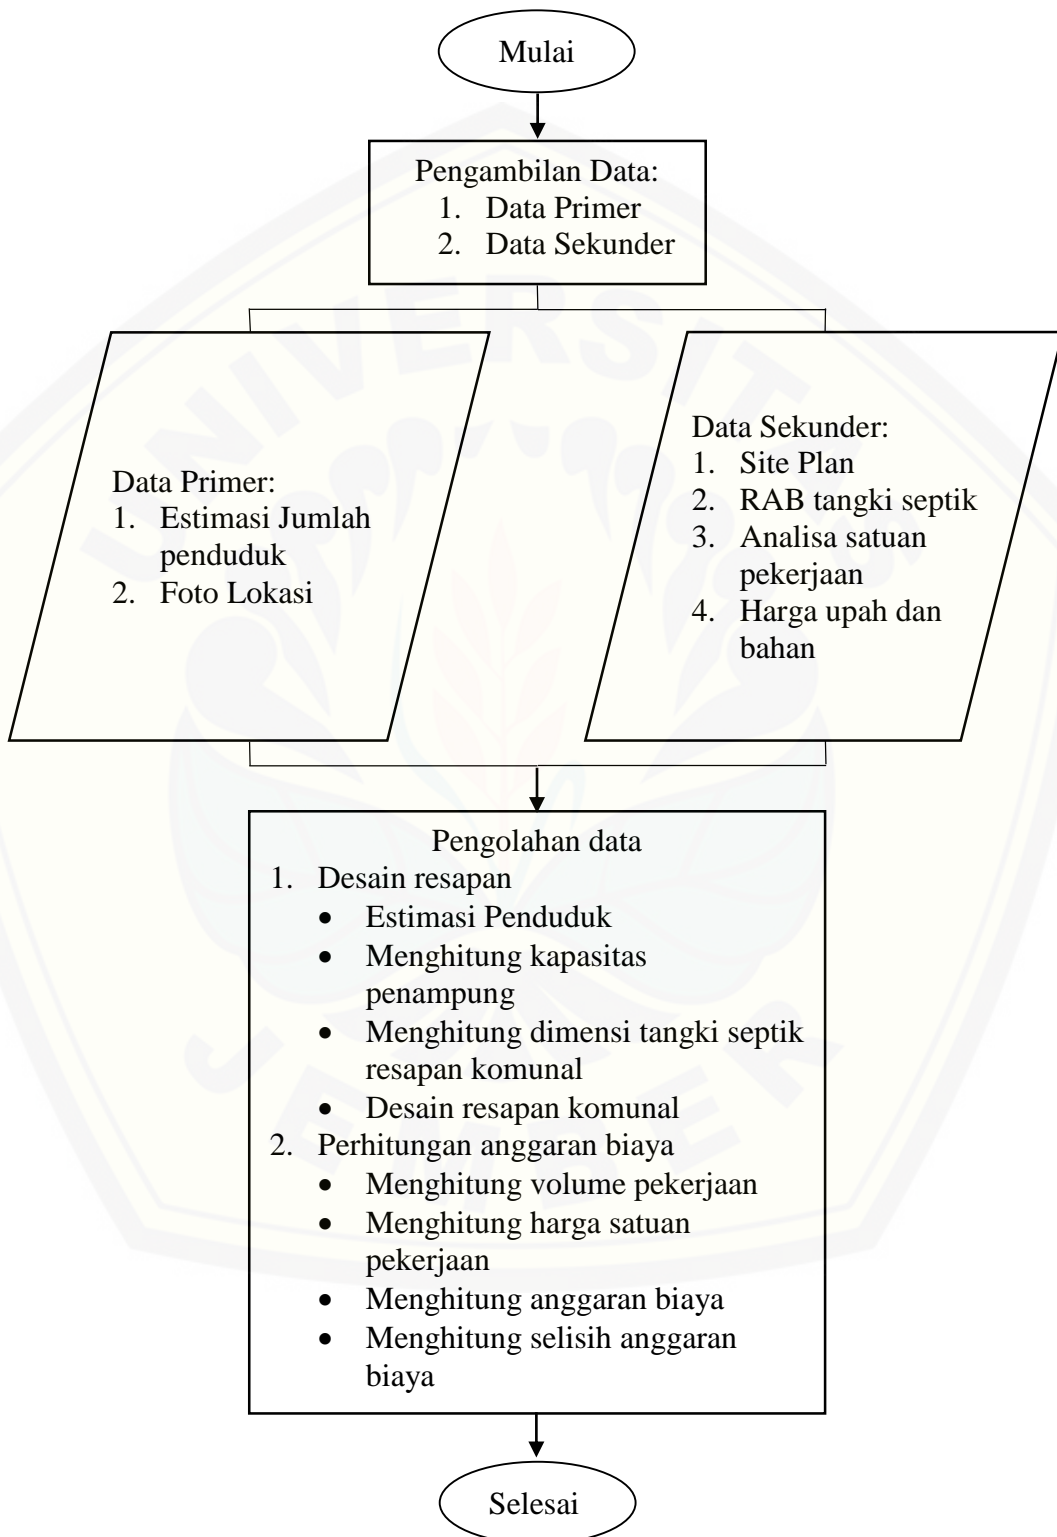 Mulai
Pengambilan Data:
1. Data Primer
2. Data Sekunder
Data Primer:
1. Estimasi Jumlah
penduduk
2. Foto Lokasi
Data Sekunder:
1. Site Plan
2. RAB tangki septik
3. Analisa satuan
pekerjaan
4. Harga upah dan
bahan
Pengolahan data
1. Desain resapan
• Estimasi Penduduk
• Menghitung kapasitas
penampung
• Menghitung dimensi tangki septik
resapan komunal
• Desain resapan komunal
2. Perhitungan anggaran biaya
• Menghitung volume pekerjaan
• Menghitung harga satuan
pekerjaan
• Menghitung anggaran biaya
• Menghitung selisih anggaran
biaya
Selesai
UNIVERSITAS
JEMBER